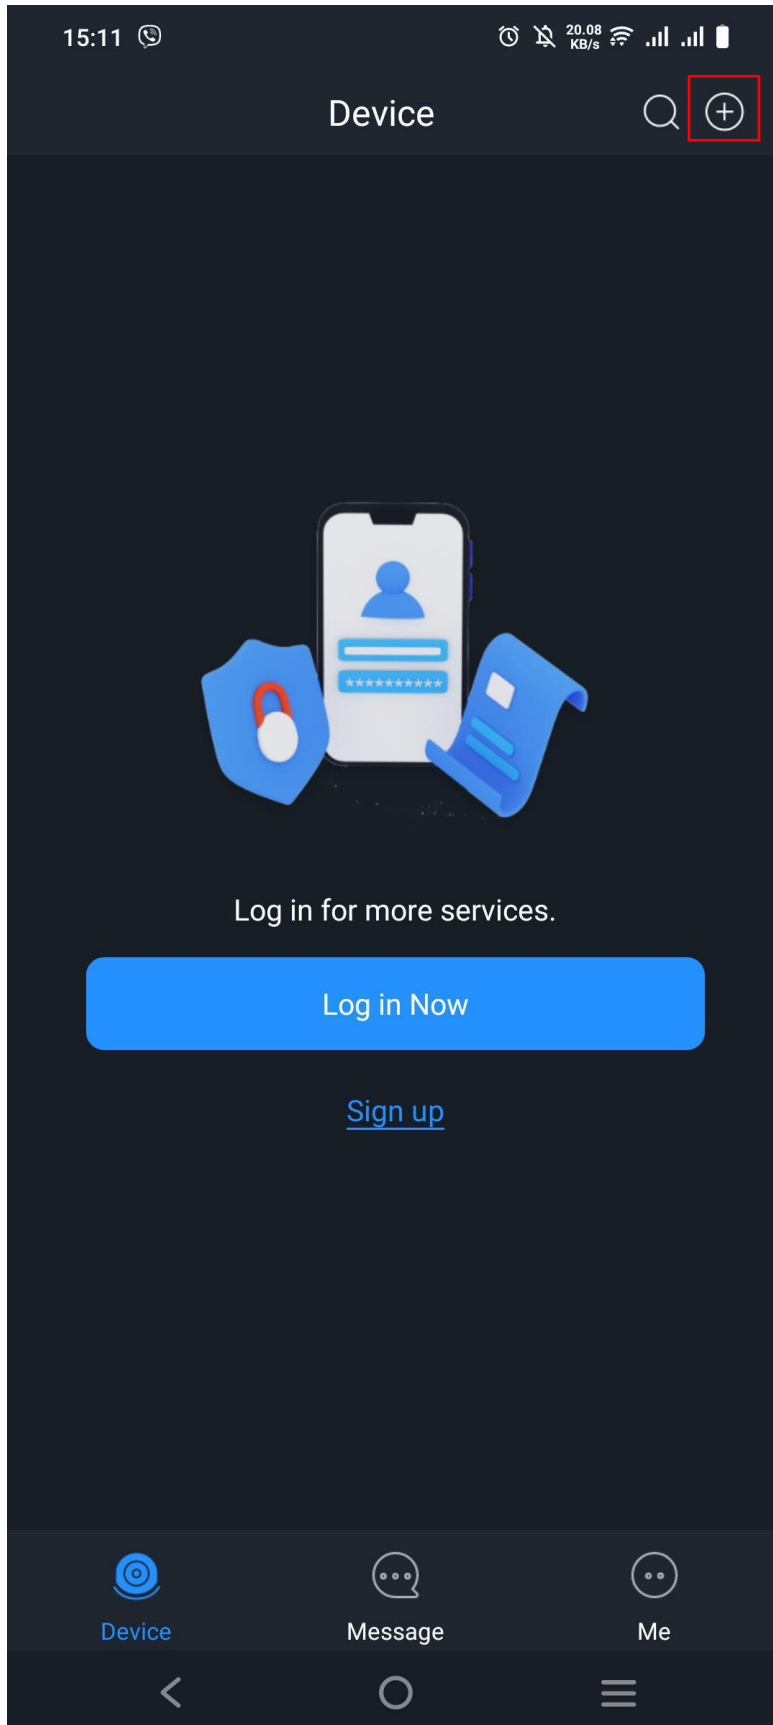 15:11
20.08
KB/s
Device
**********
Log in for more services.
Log in Now
Sign up
Device
Message
Me